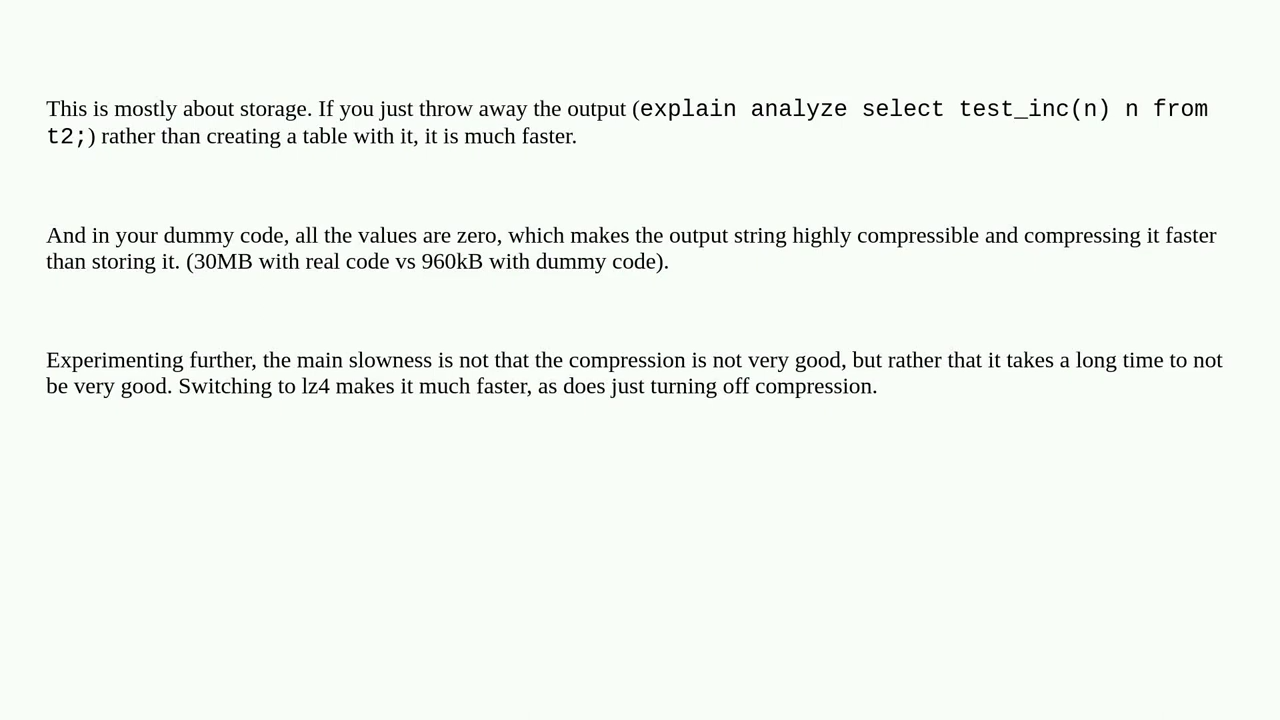 This is mostly about storage. If you just throw away the output (explain analyze select test_inc(n) n from
t2;) rather than creating a table with it, it is much faster.
And in your dummy code, all the values are zero, which makes the output string highly compressible and compressing it faster
than storing it. (30MB with real code vs 960kB with dummy code).
Experimenting further, the main slowness is not that the compression is not very good, but rather that it takes a long time to not
be very good. Switching to lz4 makes it much faster, as does just turning off compression.